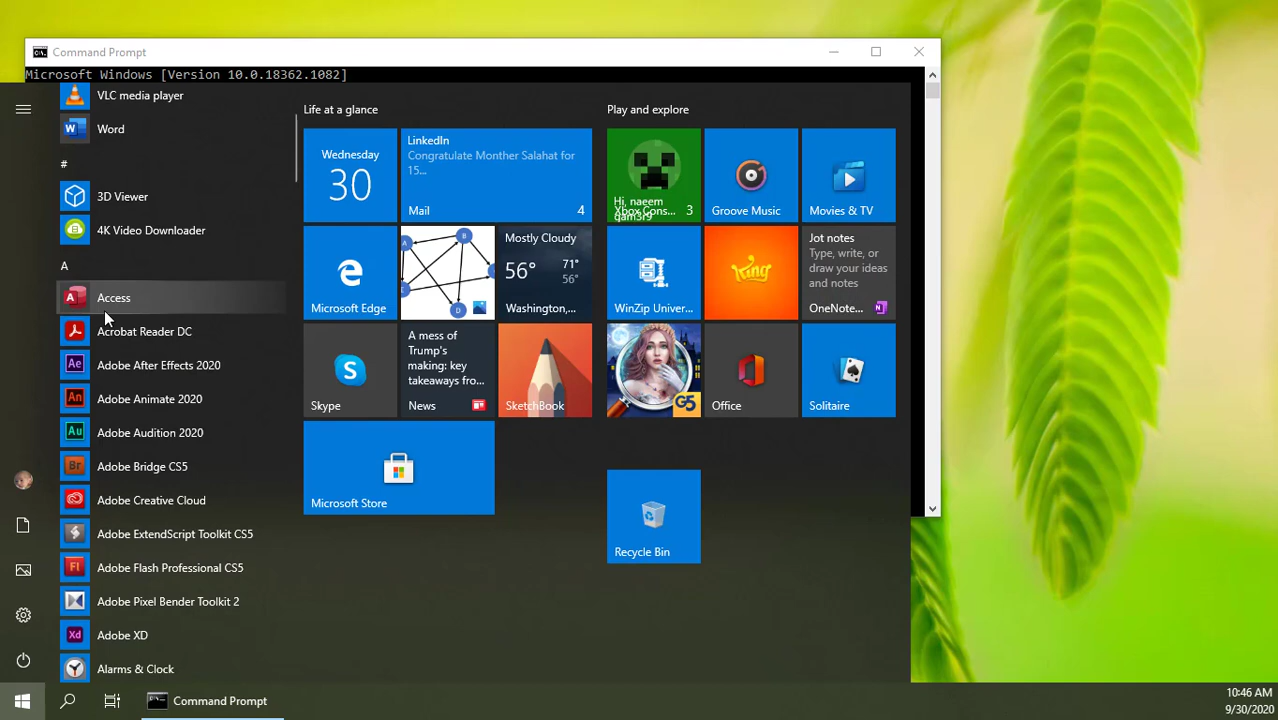 Command Prompt
Microsoft Windows [Version 10.0.18362.1082]
VLC media player
Word
#
3D Viewer
4K Video Downloader
A
Access
Acrobat Reader DC
Adobe After Effects 2020
Adobe Animate 2020
Adobe Audition 2020
Adobe Bridge CS5
Adobe Creative Cloud
Adobe ExtendScript Toolkit CS5
Adobe Flash Professional CS5
Adobe Pixel Bender Toolkit 2
Adobe XD
Alarms & Clock
Life at a glance
Wednesday
30
LinkedIn
Congratulate Monther Salahat for
15...
Mail 4
Microsoft Edge
A
B
C
D
Mostly Cloudy
56° 71°
56°
Washington,...
Skype
A mess of
Trump's
making: key
takeaways fro...
News
SketchBook
Microsoft Store
Play and explore
Hi, naeem
qam3r9
Xbox Cons... 3
Groove Music
Movies & TV
WinZip Univer...
King
Jot notes
Type, write, or
draw your ideas
and
OneNote...
G5
Office
Solitaire
Recycle Bin
Command Prompt
10:46 AM
9/30/2020